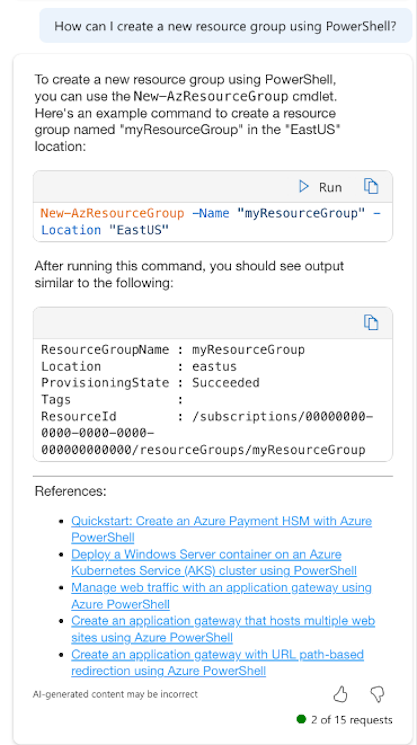 How can I create a new resource group using PowerShell?
To create a new resource group using PowerShell,
you can use the New-AzResourceGroup cmdlet.
Here's an example command to create a resource
group named "myResourceGroup" in the "EastUS"
location:
Run
New-AzResourceGroup -Name "myResourceGroup" -
Location "EastUS"
After running this command, you should see output
similar to the following:
ResourceGroupName : myResourceGroup
Location : eastus
ProvisioningState : Succeeded
Tags :
ResourceId : /subscriptions/00000000-
0000-0000-0000-
000000000000/resourceGroups/myResourceGroup
References:
• Quickstart: Create an Azure Payment HSM with Azure
PowerShell
• Deploy a Windows Server container on an Azure
Kubernetes Service (AKS) cluster using PowerShell
• Manage web traffic with an application gateway using
Azure PowerShell
• Create an application gateway that hosts multiple web
sites using Azure PowerShell
• Create an application gateway with URL path-based
redirection using Azure PowerShell
AI-generated content may be incorrect
2 of 15 requests